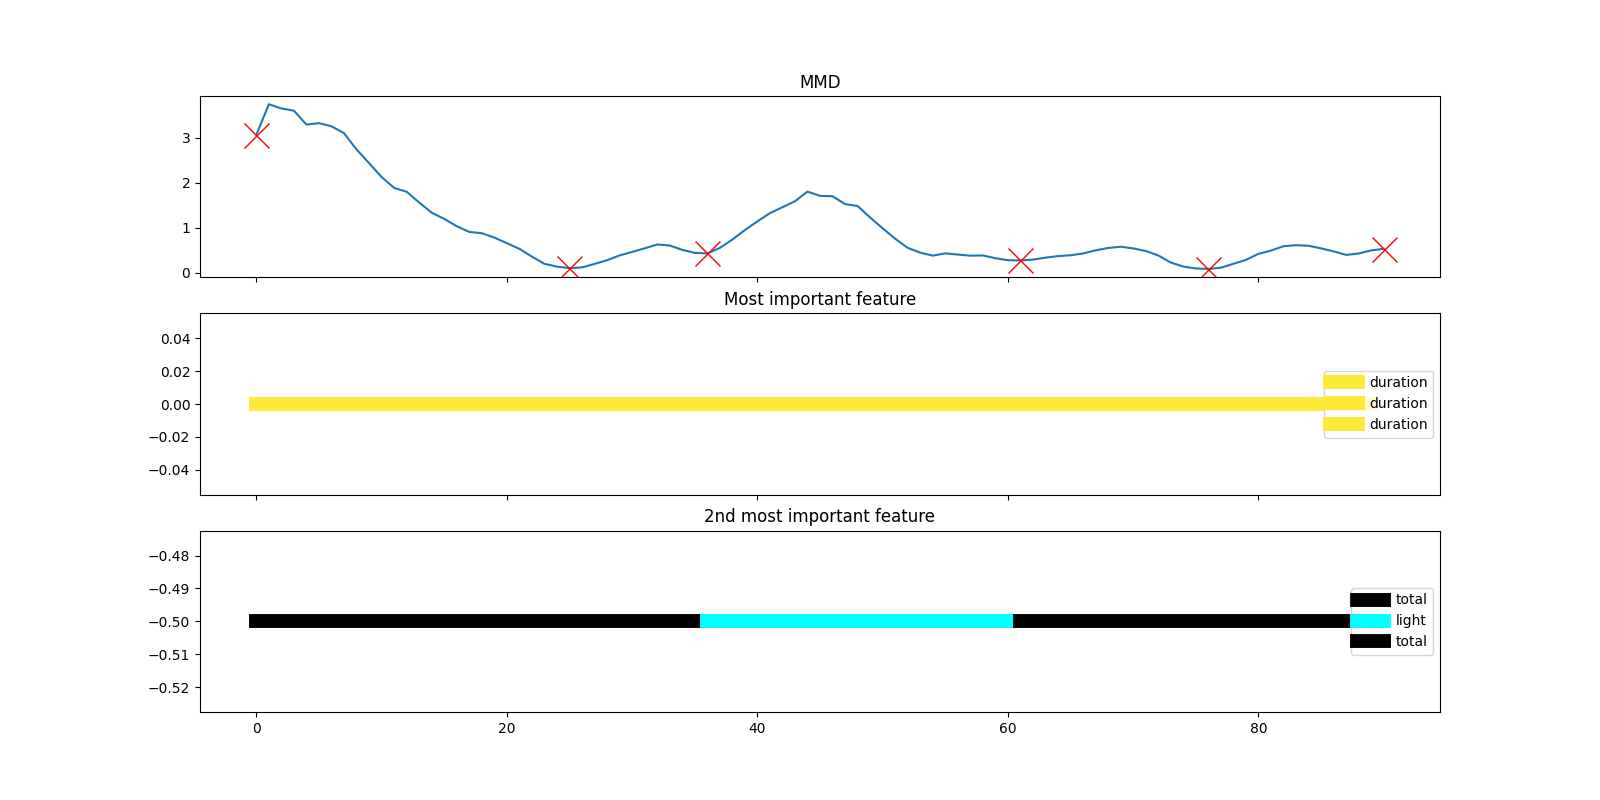 MMD
3
2
1
0
Most important feature
0.04
0.02
0.00
−0.02
−0.04
duration
duration
duration
2nd most important feature
−0.48
−0.49
−0.50
−0.51
−0.52
total
light
total
0 20 40 60 80